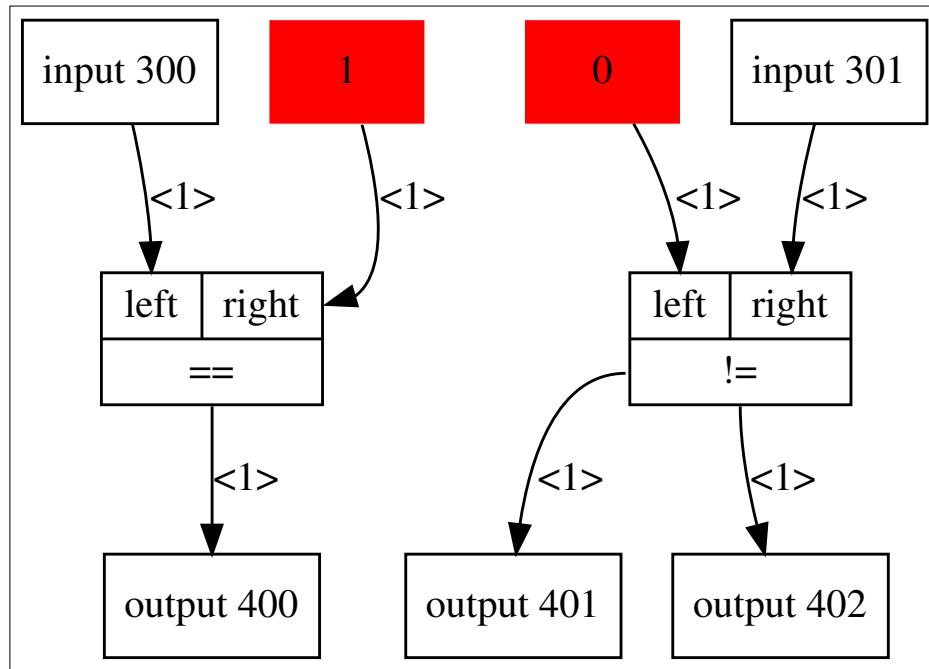 input 300
1
0
input 301
<1>
<1>
<1>
<1>
left right
left right
==
!=
<1>
<1>
<1>
output 400
output 401
output 402